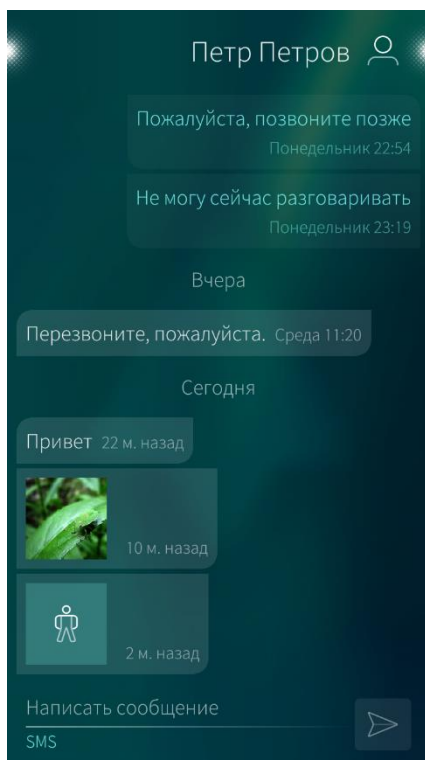 Петр Петров
Пожалуйста, позвоните позже
Понедельник 22:54
Не могу сейчас разговаривать
Понедельник 23:19
Вчера
Перезвоните, пожалуйста. Среда 11:20
Сегодня
Привет 22 м. назад
10 м. назад
2 м. назад
Написать сообщение
SMS